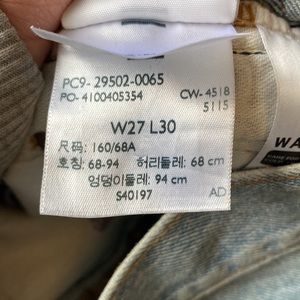 PC9- 29502-0065
PO- 4100405354 CW- 4518
5115
W27 L30
尺码: 160/68A
호칭: 68-94 허리둘레: 68 cm
엉덩이둘레: 94 cm
S40197 AD
WA